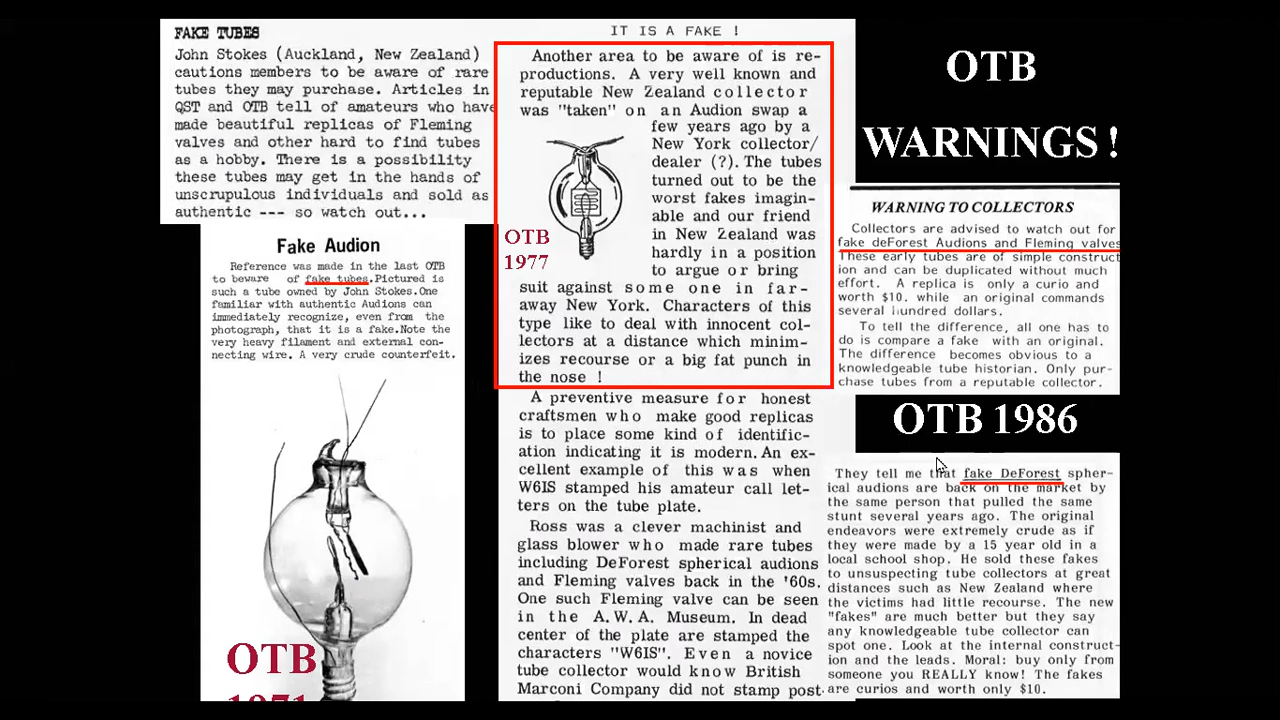 FAKE TUBES
John Stokes (Auckland, New Zealand)
cautions members to be aware of rare
tubes they may purchase. Articles in
QST and OTB tell of amateurs who have
made beautiful replicas of Fleming
valves and other hard to find tubes
as a hobby. There is a possibility
these tubes may get in the hands of
unscrupulous individuals and sold as
authentic --- so watch out...
Fake Audion
Reference was made in the last OTB
to beware of fake tubes.Pictured is
such a tube owned by John Stokes.One
familiar with authentic Audions can
immediately recognize, even from the
photograph, that it is a fake.Note the
very heavy filament and external con-
necting wire. A very crude counterfeit.
OTB
1971
IT IS A FAKE !
Another area to be aware of is re-
productions. A very well known and
reputable New Zealand collector
was "taken" on an Audion swap a
few years ago by a
New York collector/
dealer (?). The tubes
turned out to be the
worst fakes imagin-
able and our friend
in New Zealand was
hardly in a position
to argue or bring
suit against some one in far-
away New York. Characters of this
type like to deal with innocent col-
lectors at a distance which minim-
izes recourse or a big fat punch in
the nose !
OTB
1977
A preventive measure for honest
craftsmen who make good replicas
is to place some kind of identific-
ation indicating it is modern. An ex-
cellent example of this was when
W6IS stamped his amateur call let-
ters on the tube plate.
Ross was a clever machinist and
glass blower who made rare tubes
including DeForest spherical audions
and Fleming valves back in the '60s.
One such Fleming valve can be seen
in the A.W.A. Museum. In dead
center of the plate are stamped the
characters "W6IS". Even a novice
tube collector would know British
Marconi Company did not stamp post-
OTB
WARNINGS !
WARNING TO COLLECTORS
Collectors are advised to watch out for
fake deForest Audions and Fleming valves
These early tubes are of simple construct
ion and can be duplicated without much
effort. A replica is only a curio and
worth $10. while an original commands
several hundred dollars.
To tell the difference, all one has to
do is compare a fake with an original.
The difference becomes obvious to a
knowledgeable tube historian. Only pur-
chase tubes from a reputable collector.
OTB 1986
They tell me that fake DeForest spher-
ical audions are back on the market by
the same person that pulled the same
stunt several years ago. The original
endeavors were extremely crude as if
they were made by a 15 year old in a
local school shop. He sold these fakes
to unsuspecting tube collectors at great
distances such as New Zealand where
the victims had little recourse. The new
"fakes" are much better but they say
any knowledgeable tube collector can
spot one. Look at the internal construct-
ion and the leads. Moral: buy only from
someone you REALLY know! The fakes
are curios and worth only $10.